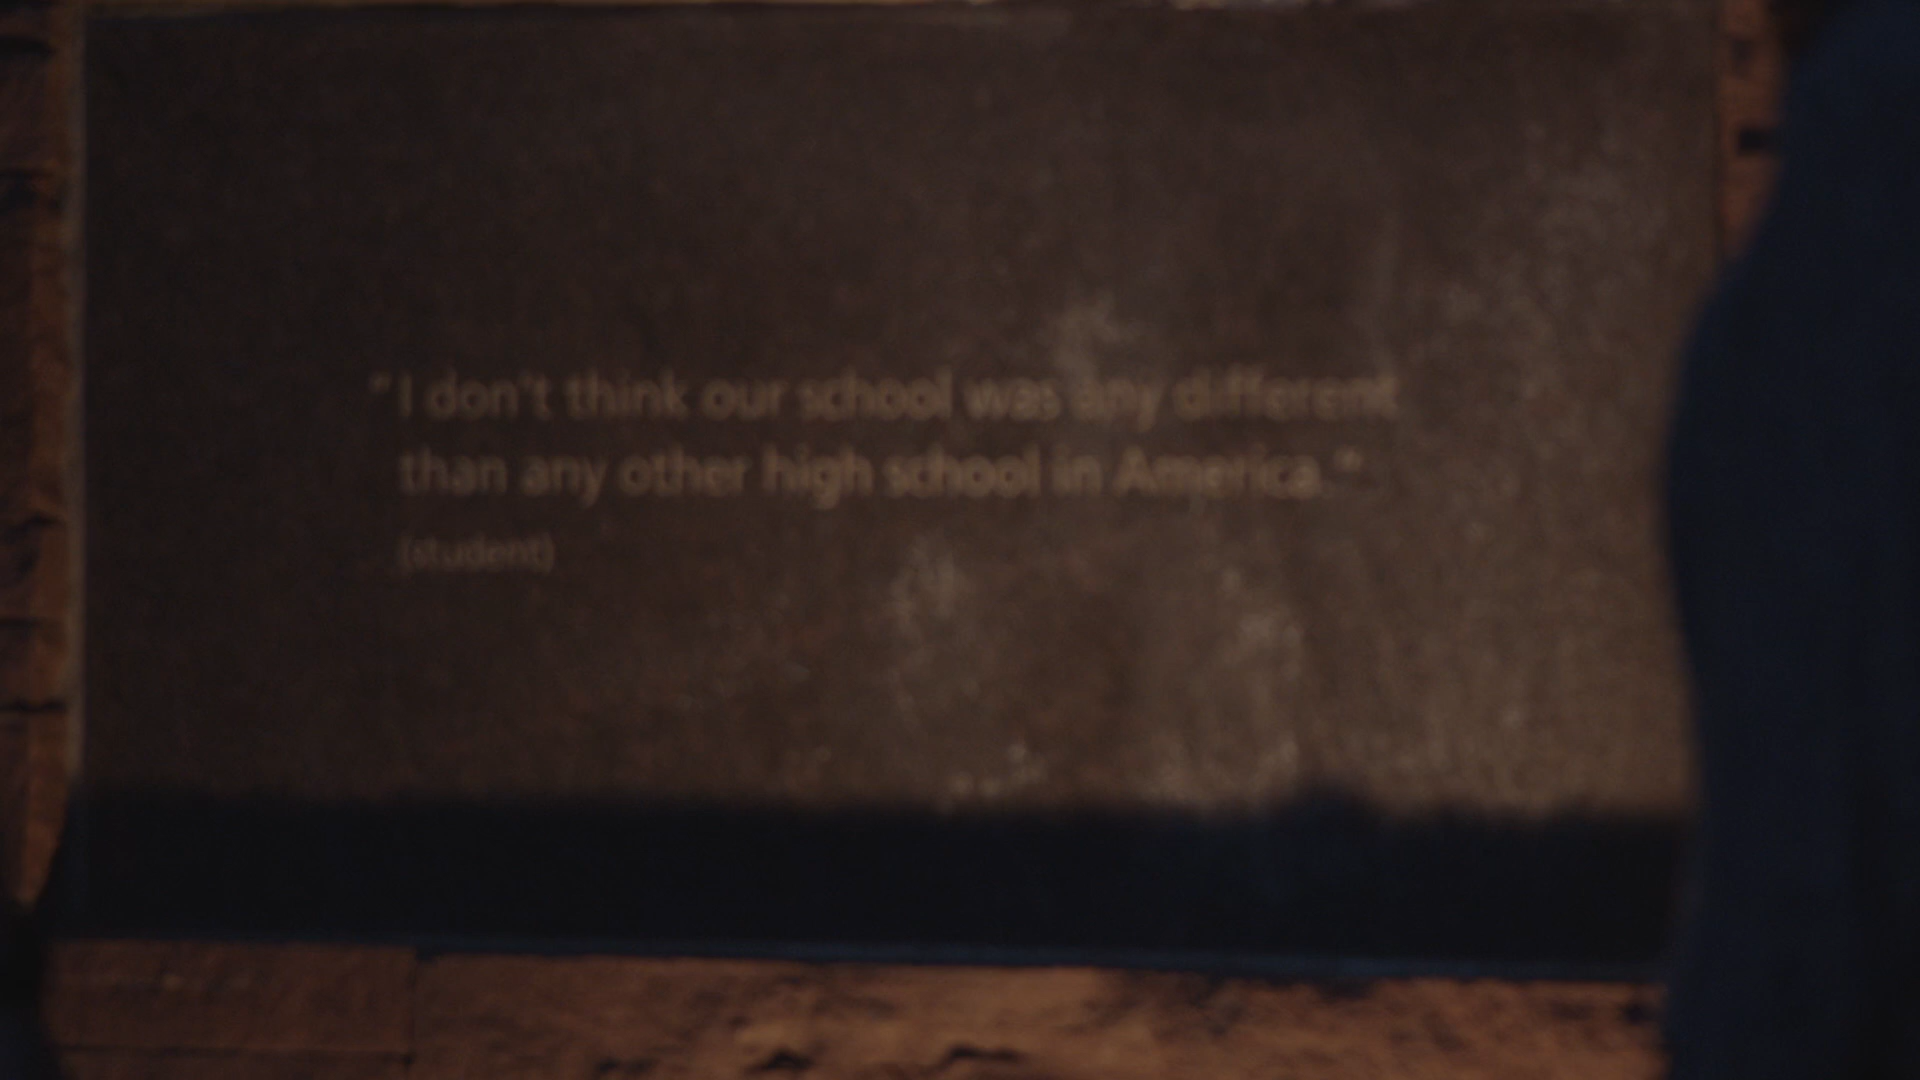 "I don't think our school was any different
than any other high school in America."
(student)